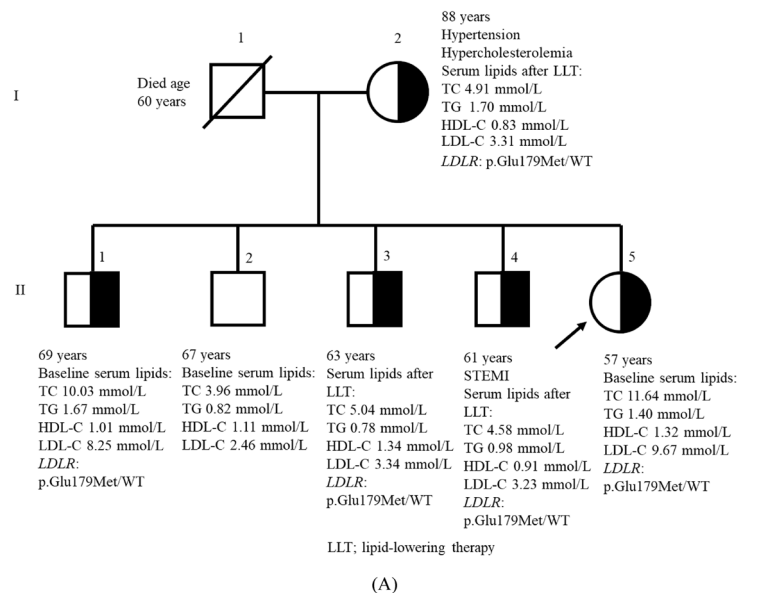 1
2
88 years
Hypertension
Hypercholesterolemia
Serum lipids after LLT:
TC 4.91 mmol/L
TG 1.70 mmol/L
HDL-C 0.83 mmol/L
LDL-C 3.31 mmol/L
LDLR: p.Glu179Met/WT
Died age
60 years
I
II
1
2
3
4
5
69 years
Baseline serum lipids:
TC 10.03 mmol/L
TG 1.67 mmol/L
HDL-C 1.01 mmol/L
LDL-C 8.25 mmol/L
LDLR:
p.Glu179Met/WT
67 years
Baseline serum lipids:
TC 3.96 mmol/L
TG 0.82 mmol/L
HDL-C 1.11 mmol/L
LDL-C 2.46 mmol/L
63 years
Serum lipids after
LLT:
TC 5.04 mmol/L
TG 0.78 mmol/L
HDL-C 1.34 mmol/L
LDL-C 3.34 mmol/L
LDLR:
p.Glu179Met/WT
61 years
STEMI
Serum lipids after
LLT:
TC 4.58 mmol/L
TG 0.98 mmol/L
HDL-C 0.91 mmol/L
LDL-C 3.23 mmol/L
LDLR:
p.Glu179Met/WT
57 years
Baseline serum lipids:
TC 11.64 mmol/L
TG 1.40 mmol/L
HDL-C 1.32 mmol/L
LDL-C 9.67 mmol/L
LDLR:
p.Glu179Met/WT
LLT; lipid-lowering therapy
(A)